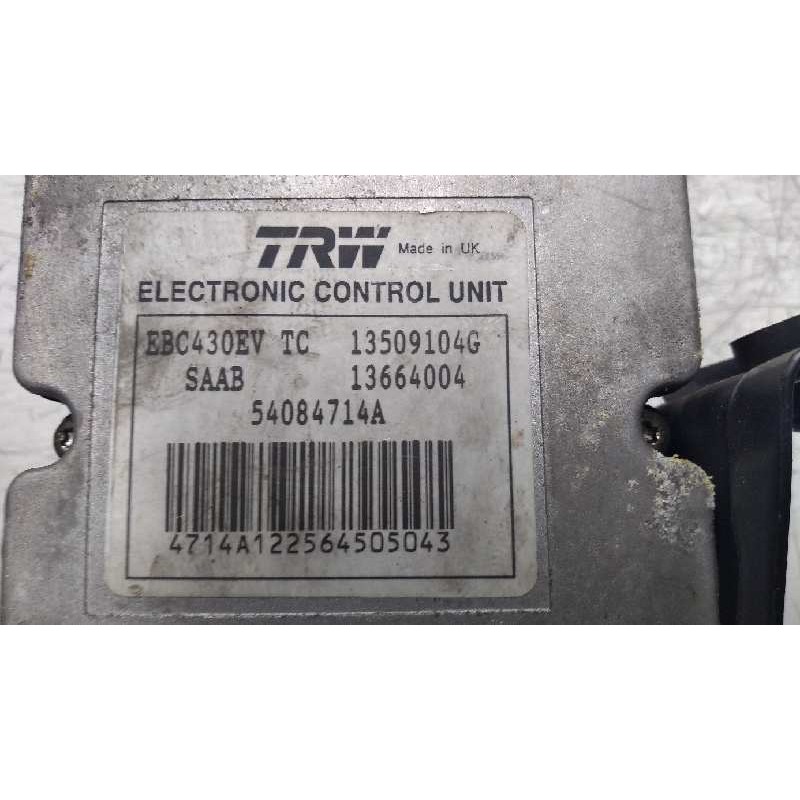 TRW Made in UK
ELECTRONIC CONTROL UNIT
EBC430EV TC 13509104G
SAAB 13664004
54084714A
4714A122564505043